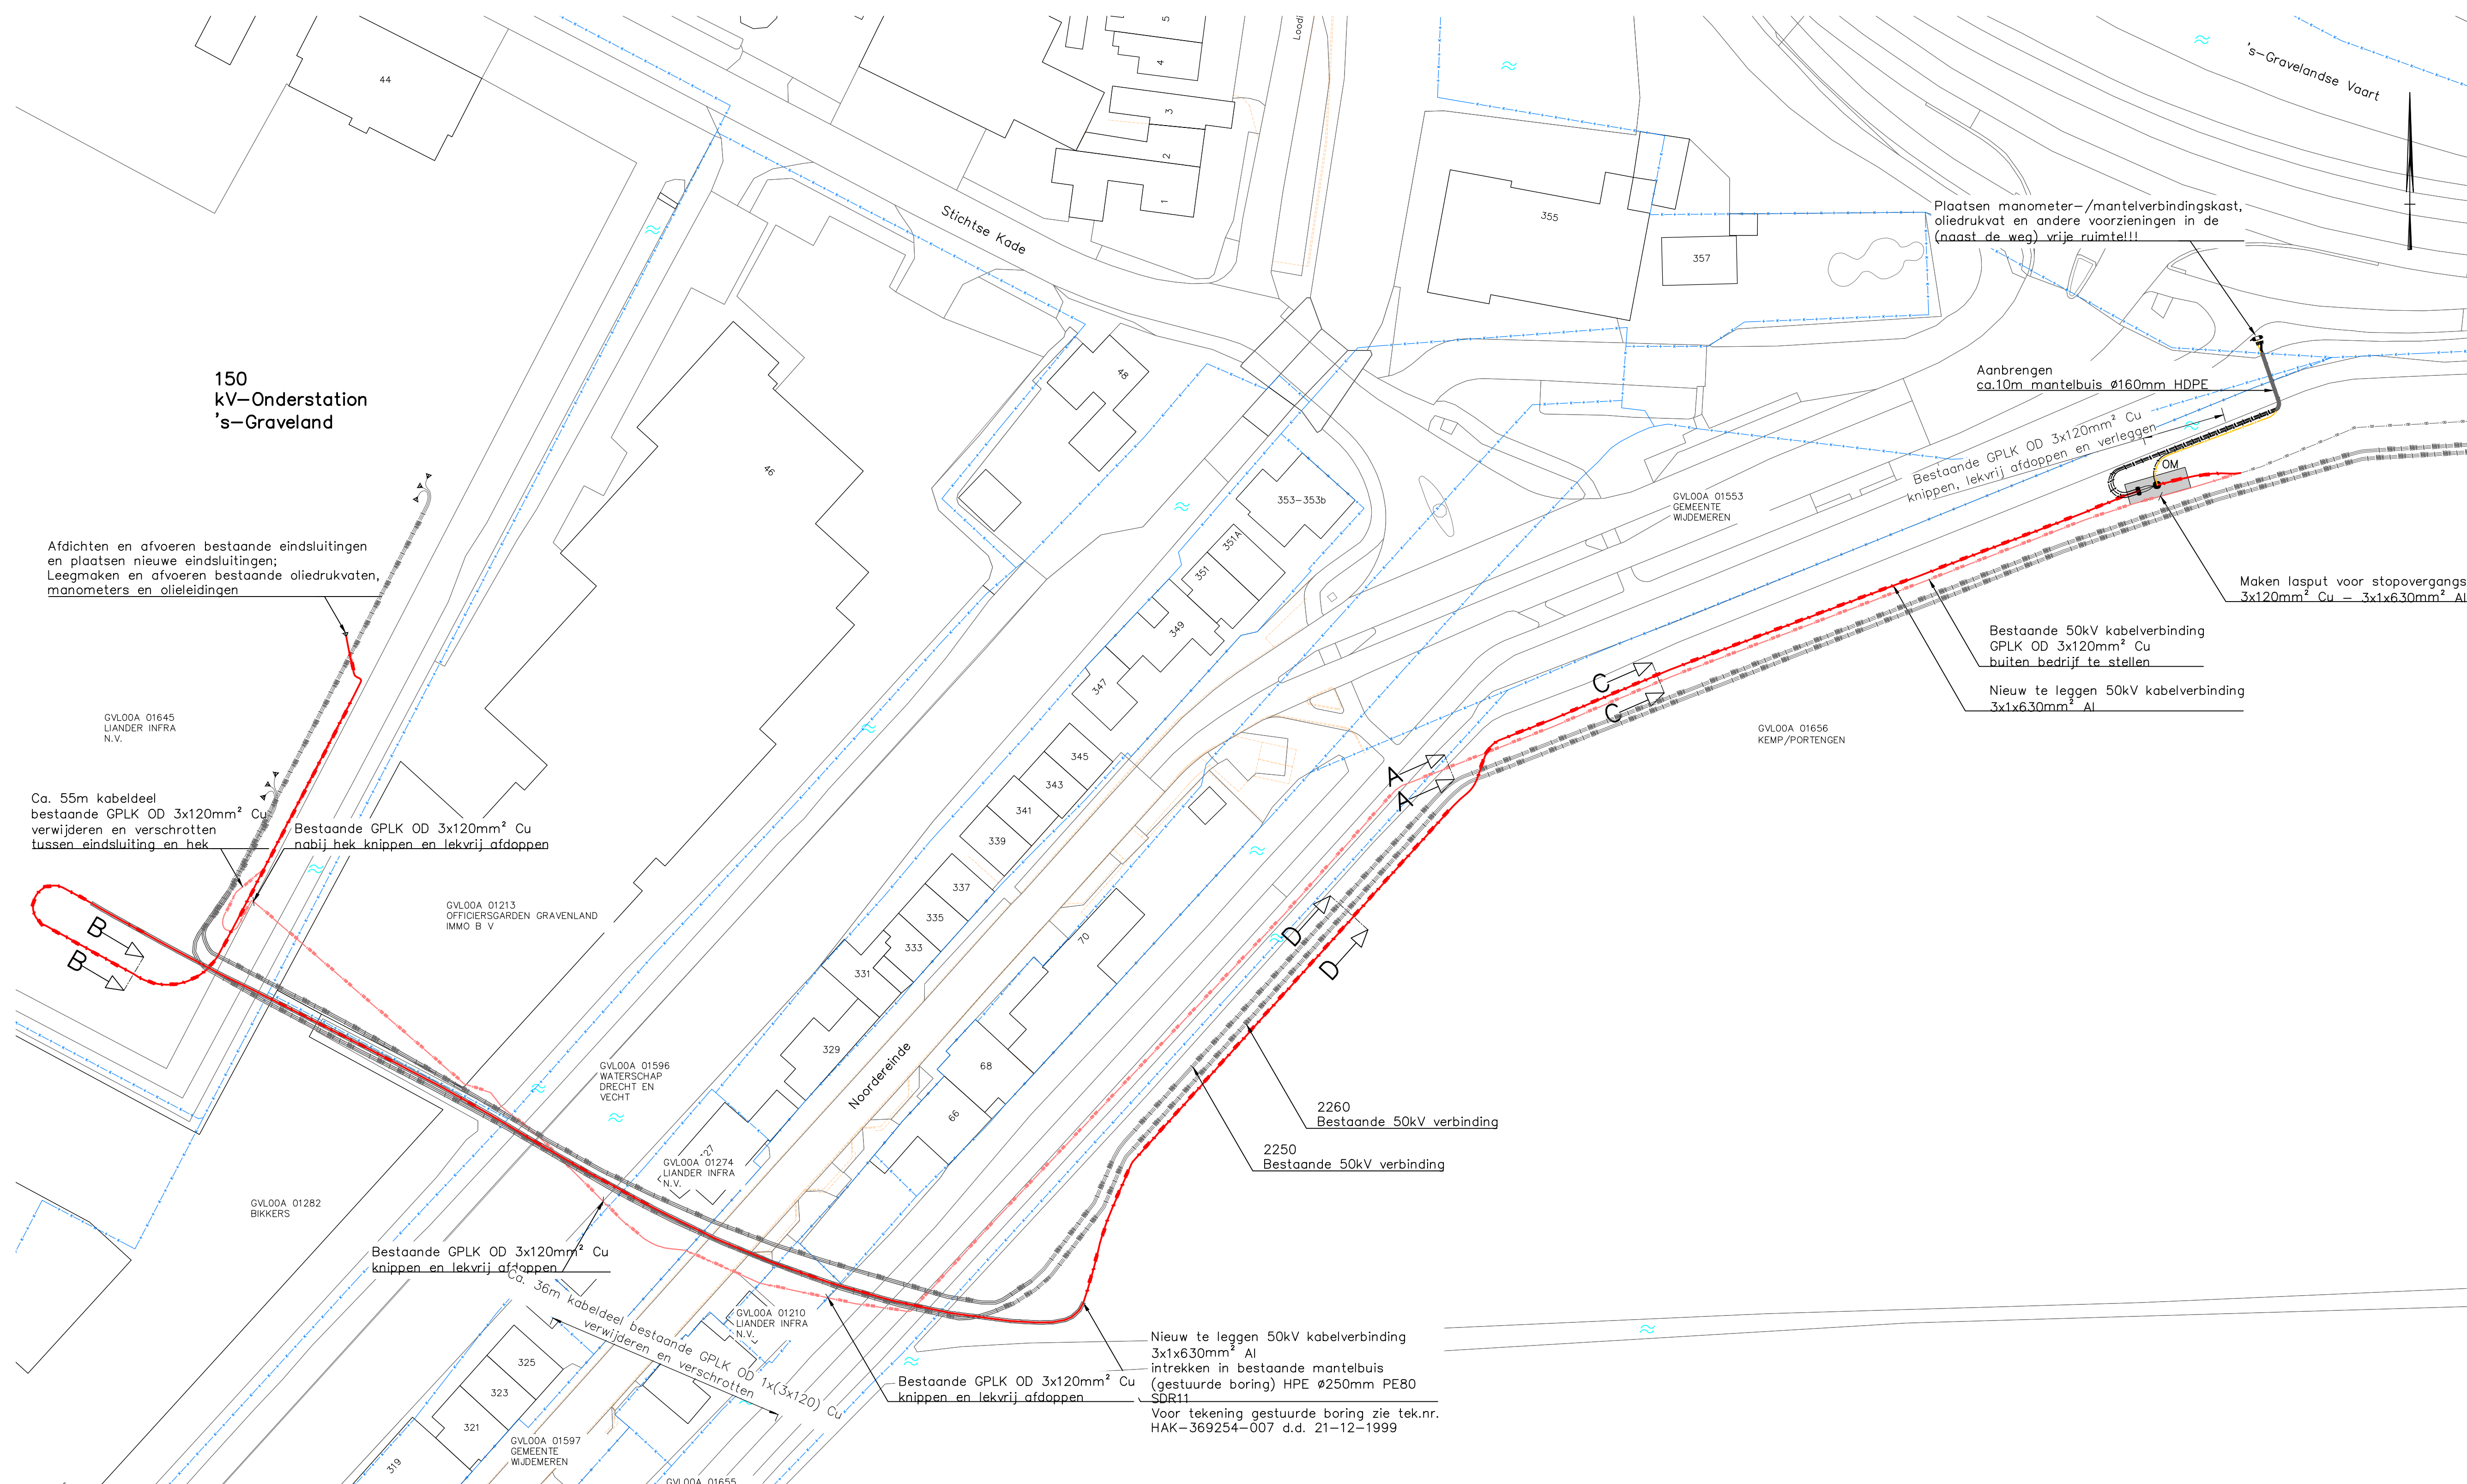 44
5
4
3
2
1
Stichtse Kade
355
357
's-Gravelandse Vaart
Plaatsen manometer-/mantelverbindingskast,
oliedrukvat en andere voorzieningen in de
(naast de weg) vrije ruimte!!!
150
kV-Onderstation
's-Graveland
Aanbrengen
ca.10m mantelbuis Ø160mm HDPE
Bestaande GPLK OD 3x120mm² Cu
knippen, lekvrij afdoppen en verleggen
OM
48
46
353-353b
351A
351
349
347
345
343
341
339
337
335
333
331
329
GVL00A 01553
GEMEENTE
WIJDEMEREN
Afdichten en afvoeren bestaande eindsluitingen
en plaatsen nieuwe eindsluitingen;
Leegmaken en afvoeren bestaande oliedrukvaten,
manometers en olieleidingen
Maken lasput voor stopovergangs
3x120mm² Cu - 3x1x630mm² Al
Bestaande 50kV kabelverbinding
GPLK OD 3x120mm² Cu
buiten bedrijf te stellen
Nieuw te leggen 50kV kabelverbinding
3x1x630mm² Al
C
C
GVL00A 01645
LIANDER INFRA
N.V.
GVL00A 01656
KEMP/PORTENGEN
A
A
Ca. 55m kabeldeel
bestaande GPLK OD 3x120mm² Cu
verwijderen en verschrotten
tussen eindsluiting en hek
Bestaande GPLK OD 3x120mm² Cu
nabij hek knippen en lekvrij afdoppen
GVL00A 01213
OFFICIERSGARDEN GRAVENLAND
IMMO B V
B
B
D
D
70
68
66
Noordereinde
GVL00A 01596
WATERSCHAP
DRECHT EN
VECHT
2260
Bestaande 50kV verbinding
2250
Bestaande 50kV verbinding
GVL00A 01274
LIANDER INFRA
N.V.
GVL00A 01282
BIKKERS
Bestaande GPLK OD 3x120mm² Cu
knippen en lekvrij afdoppen
Ca. 36m kabeldeel bestaande GPLK OD 1x(3x120) Cu
verwijderen en verschrotten
GVL00A 01210
LIANDER INFRA
N.V.
Nieuw te leggen 50kV kabelverbinding
3x1x630mm² Al
intrekken in bestaande mantelbuis
(gestuurde boring) HPE Ø250mm PE80
SDR11
Voor tekening gestuurde boring zie tek.nr.
HAK-369254-007 d.d. 21-12-1999
Bestaande GPLK OD 3x120mm² Cu
knippen en lekvrij afdoppen
325
323
321
319
GVL00A 01597
GEMEENTE
WIJDEMEREN
GVL00A 01655